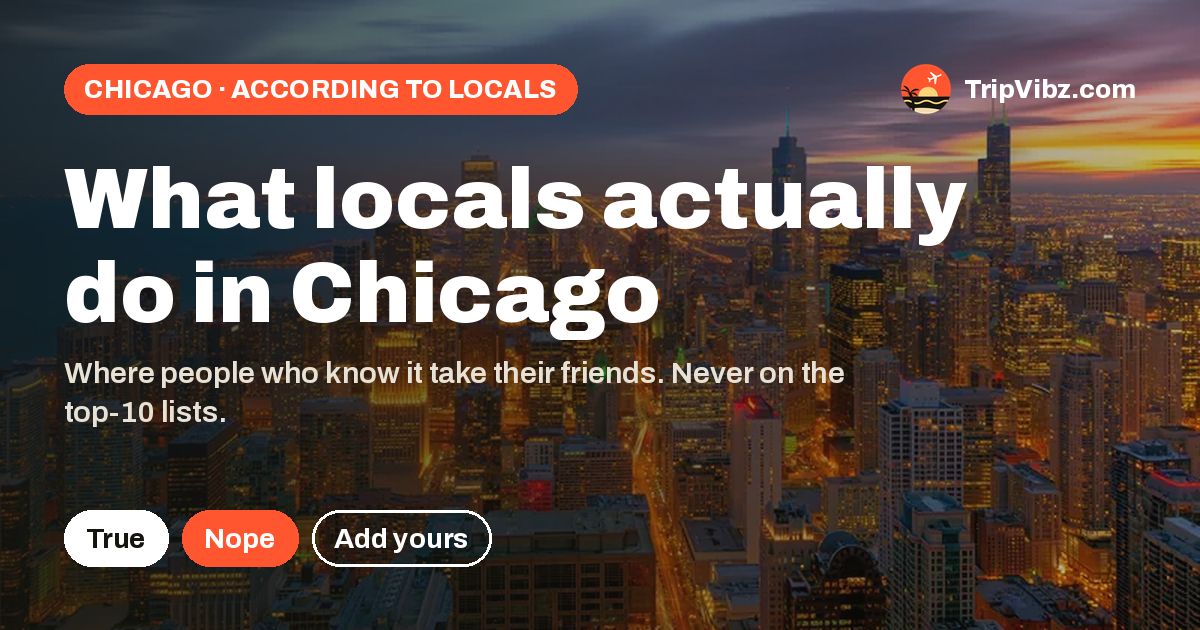 CHICAGO · ACCORDING TO LOCALS
TripVibz.com
What locals actually
do in Chicago
Where people who know it take their friends. Never on the
top-10 lists.
True
Nope
Add yours